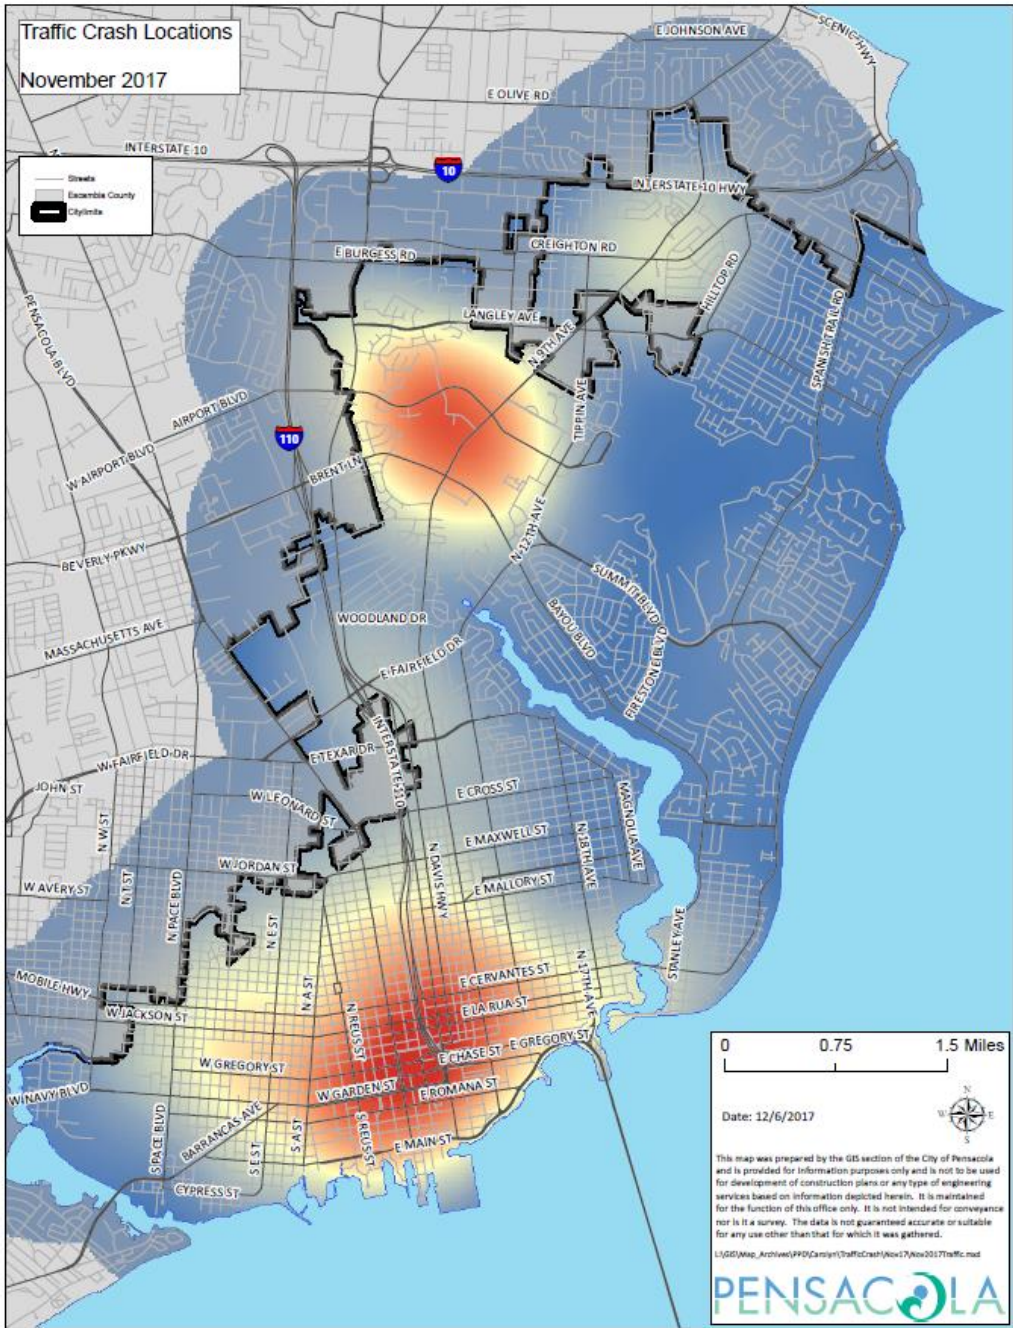 Traffic Crash Locations
November 2017
E JOHNSON AVE
SCENIC HWY
E OLIVE RD
INTERSTATE 10
10
Streets
Escambia County
Citylimits
INTERSTATE 10 HWY
CREIGHTON RD
E BURGESS RD
HILLTOP RD
PENSACOLA BLVD
LANGLEY AVE
N 9TH AVE
SPANISH TRAIL RD
TIPPIN AVE
AIRPORT BLVD
110
W AIRPORT BLVD
BRENT LN
N 12TH AVE
BEVERLY PKWY
SUMMIT BLVD
BAYOU BLVD
WOODLAND DR
MASSACHUSETTS AVE
E FAIRFIELD DR
FIRESTONE BLVD
INTERSTATE 110
E TEXAR DR
W FAIRFIELD DR
JOHN ST
W LEONARD ST
E CROSS ST
MAGNOLIA AVE
N W ST
E MAXWELL ST
N 18TH AVE
N DAVIS HWY
W JORDAN ST
W AVERY ST
N T ST
N PACE BLVD
E MALLORY ST
N E ST
STANLEY AVE
MOBILE HWY
N A ST
E CERVANTES ST
N 17TH AVE
W JACKSON ST
N REUS ST
E LA RUA ST
E GREGORY ST
E CHASE ST
W GREGORY ST
W NAVY BLVD
W GARDEN ST
E ROMANA ST
S PACE BLVD
BARRANCAS AVE
S E ST
S A ST
S REUS ST
E MAIN ST
CYPRESS ST
0 0.75 1.5 Miles
Date: 12/6/2017
N
W E
S
This map was prepared by the GIS section of the City of Pensacola
and is provided for information purposes only and is not to be used
for development of construction plans or any type of engineering
services based on information depicted herein. It is maintained
for the function of this office only. It is not intended for conveyance
nor is it a survey. The data is not guaranteed accurate or suitable
for any use other than that for which it was gathered.
L:\GIS\Map_Archives\PPD\Carolyn\TrafficCrash\Nov17\Nov2017Traffic.mxd
PENSACOLA